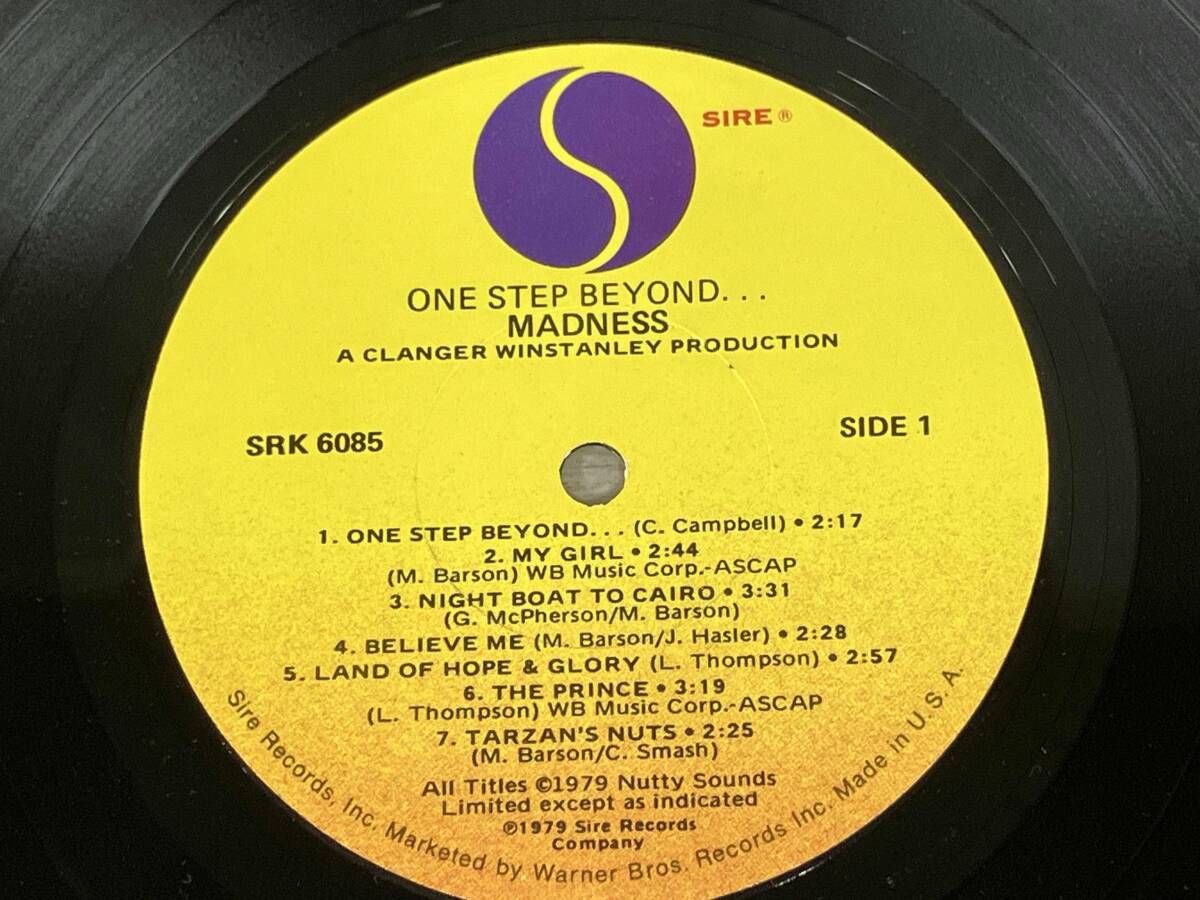 SIRE ®
ONE STEP BEYOND. . .
MADNESS
A CLANGER WINSTANLEY PRODUCTION
SRK 6085
SIDE 1
1. ONE STEP BEYOND. . . (C. Campbell) • 2:17
2. MY GIRL • 2:44
(M. Barson) WB Music Corp.-ASCAP
3. NIGHT BOAT TO CAIRO • 3:31
(G. McPherson/M. Barson)
4. BELIEVE ME (M. Barson/J. Hasler) • 2:28
5. LAND OF HOPE & GLORY (L. Thompson) • 2:57
6. THE PRINCE • 3:19
(L. Thompson) WB Music Corp.-ASCAP
7. TARZAN'S NUTS • 2:25
(M. Barson/C. Smash)
All Titles ©1979 Nutty Sounds
Limited except as indicated
℗1979 Sire Records
Company
Sire Records, Inc. Marketed by Warner Bros. Records Inc. Made in U. S. A.